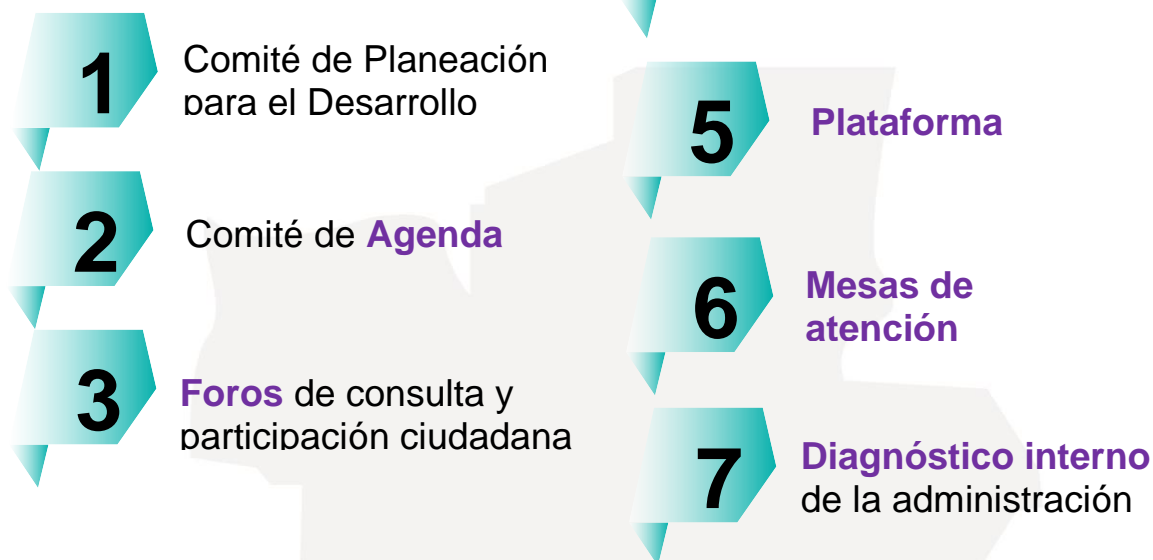 1
Comité de Planeación
para el Desarrollo
2
Comité de Agenda
3
Foros de consulta y
participación ciudadana
5
Plataforma
6
Mesas de
atención
7
Diagnóstico interno
de la administración